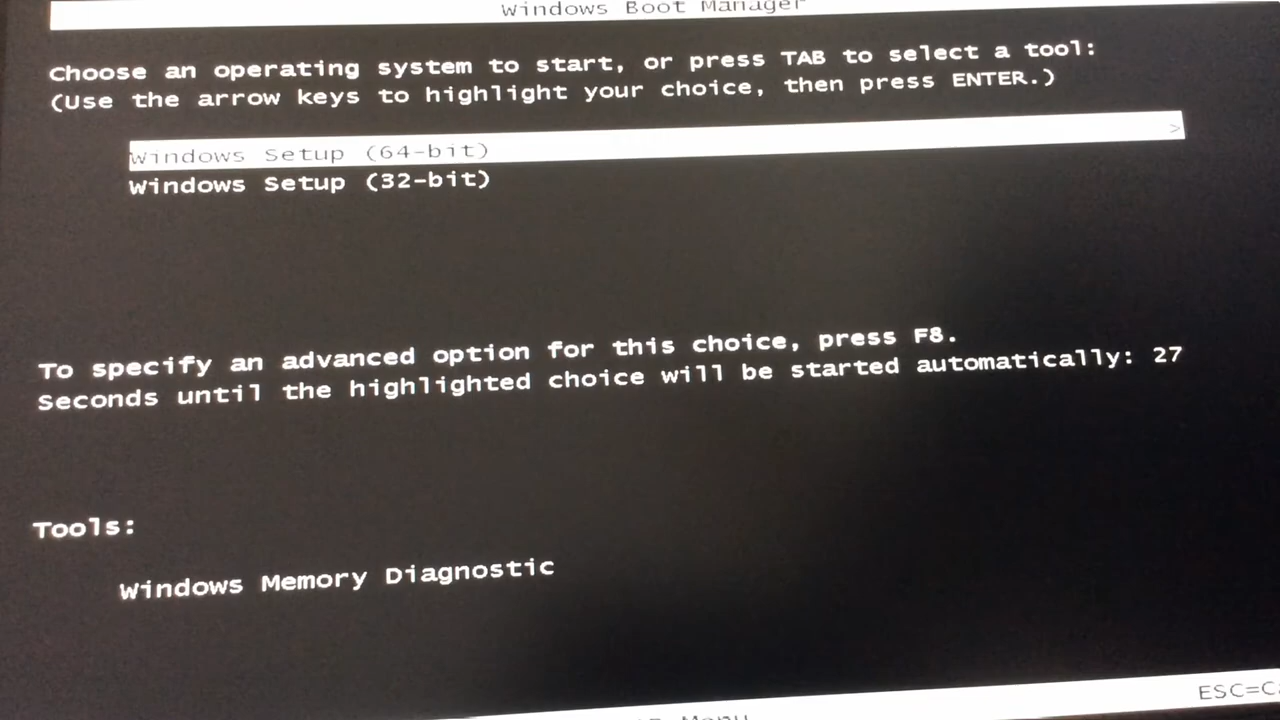 Windows Boot Manager
Choose an operating system to start, or press TAB to select a tool:
(Use the arrow keys to highlight your choice, then press ENTER.)
Windows Setup (64-bit) >
Windows Setup (32-bit)
To specify an advanced option for this choice, press F8.
Seconds until the highlighted choice will be started automatically: 27
Tools:
Windows Memory Diagnostic
Menu
ESC=C